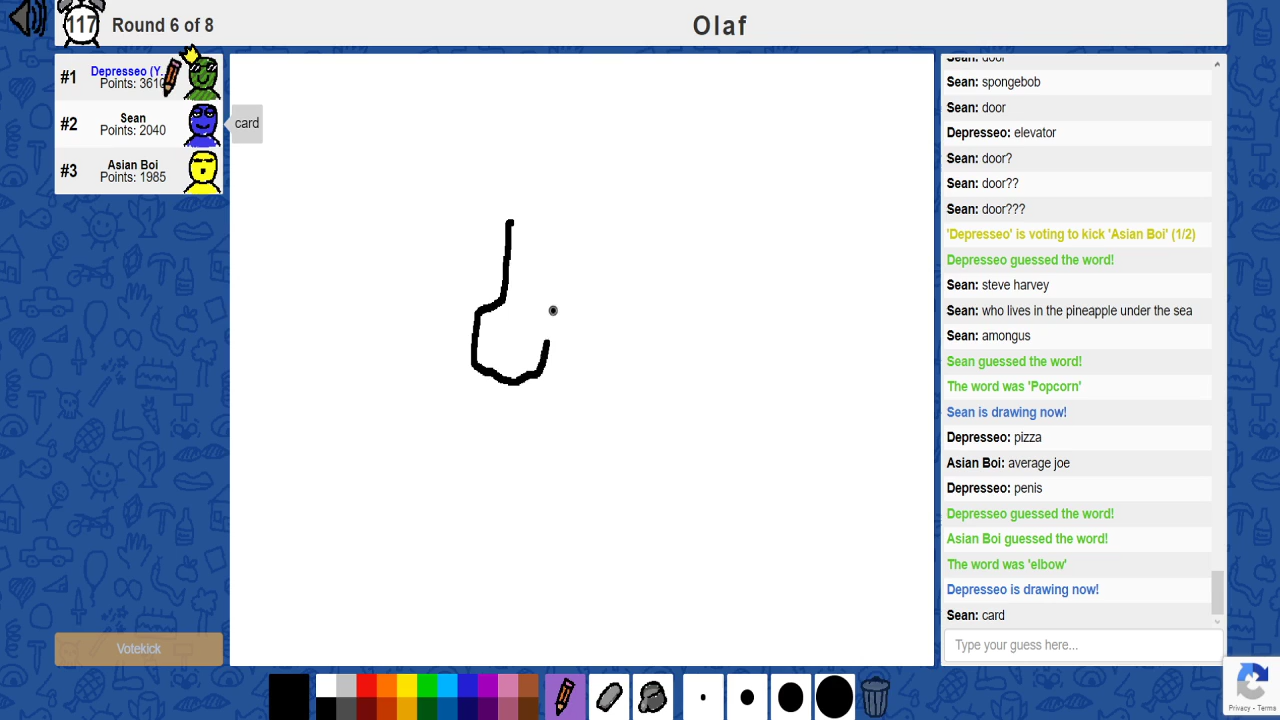 117
Round 6 of 8
Olaf
#1
Depresseo (Y..
Points: 3610
#2
Sean
Points: 2040
card
#3
Asian Boi
Points: 1985
Votekick
Sean: door
Sean: spongebob
Sean: door
Depresseo: elevator
Sean: door?
Sean: door??
Sean: door???
'Depresseo' is voting to kick 'Asian Boi' (1/2)
Depresseo guessed the word!
Sean: steve harvey
Sean: who lives in the pineapple under the sea
Sean: amongus
Sean guessed the word!
The word was 'Popcorn'
Sean is drawing now!
Depresseo: pizza
Asian Boi: average joe
Depresseo: penis
Depresseo guessed the word!
Asian Boi guessed the word!
The word was 'elbow'
Depresseo is drawing now!
Sean: card
Type your guess here...
Privacy - Terms